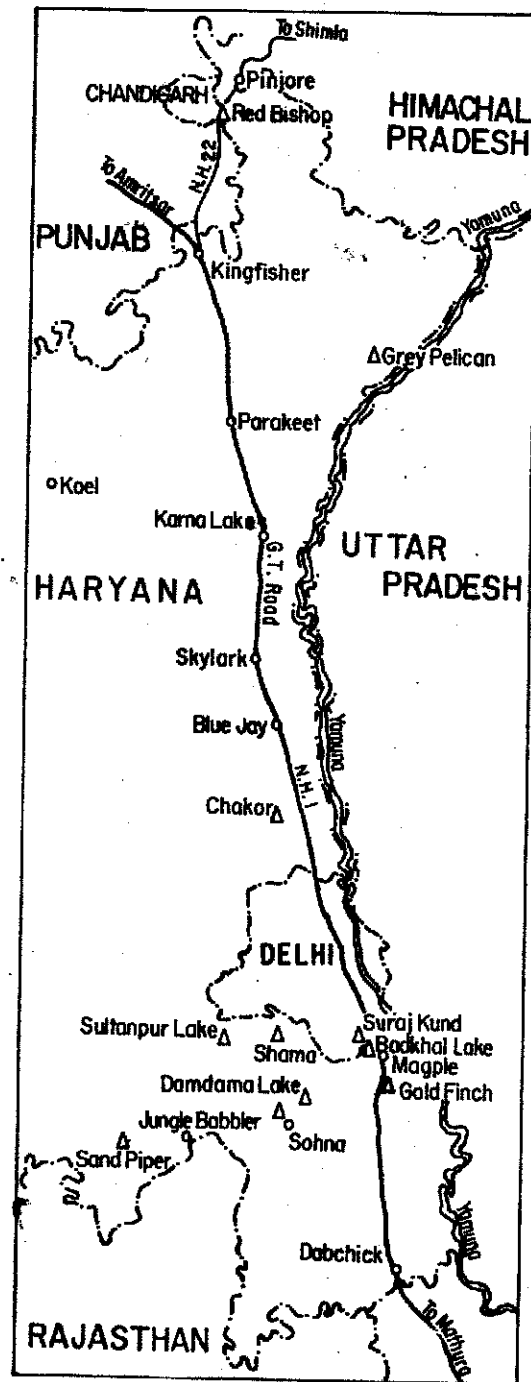 To Shimla
Pinjore
CHANDIGARH
Red Bishop
HIMACHAL
PRADESH
N.H. 22
To Amritsar
Yamuna
PUNJAB
Kingfisher
Grey Pelican
Parakeet
Koel
Karna Lake
G.T. Road
UTTAR
PRADESH
HARYANA
Skylark
Blue Jay
Yamuna
N.H. 1
Chakor
DELHI
Sultanpur Lake
Shama
Suraj Kund
Badkhal Lake
Magpie
Damdama Lake
Gold Finch
Jungle Babbler
Sohna
Sand Piper
Yamuna
Dabchick
To Mathura
RAJASTHAN